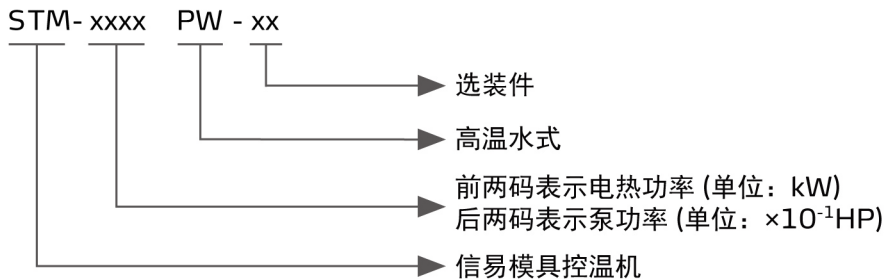 STM- xxxx PW - xx
选装件
高温水式
前两码表示电热功率 (单位：kW)
后两码表示泵功率 (单位：×10⁻¹HP)
信易模具控温机